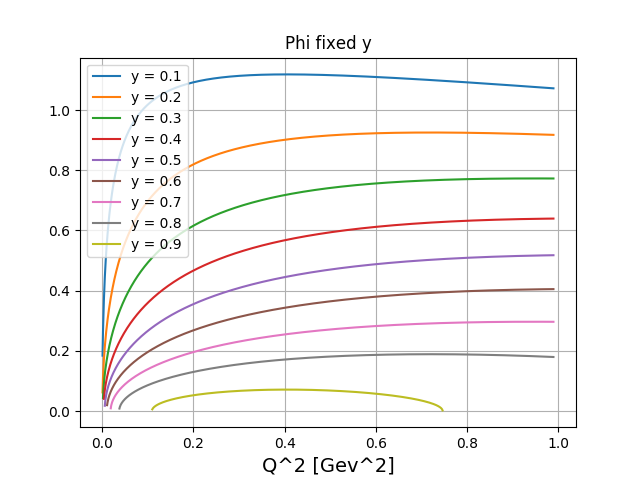 Phi fixed y
y = 0.1
y = 0.2
y = 0.3
y = 0.4
y = 0.5
y = 0.6
y = 0.7
y = 0.8
y = 0.9
1.0
0.8
0.6
0.4
0.2
0.0
0.0 0.2 0.4 0.6 0.8 1.0
Q^2 [Gev^2]